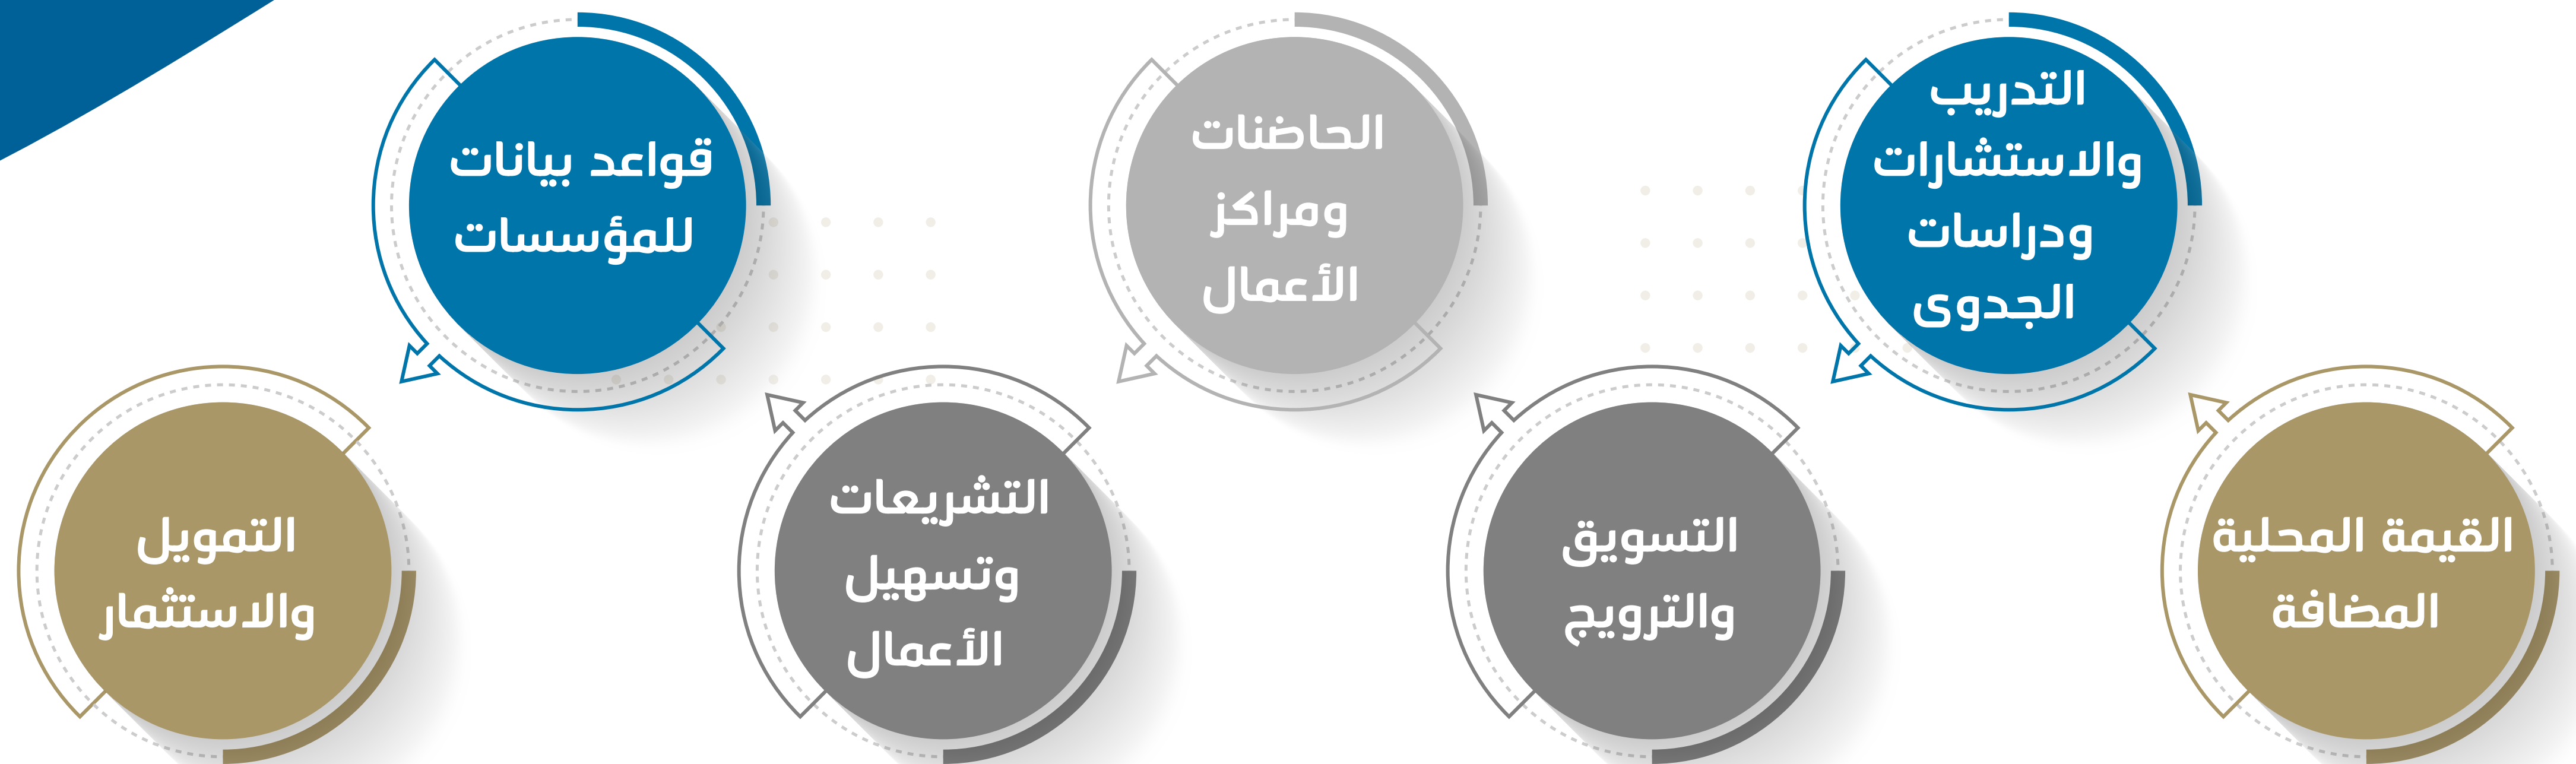 القيمة المحلية
المضافة
التدريب
والاستشارات
ودراسات
الجدوى
التسويق
والترويج
الحاضنات
ومراكز
الأعمال
التشريعات
وتسهيل
الأعمال
قواعد بيانات
للمؤسسات
التمويل
والاستثمار